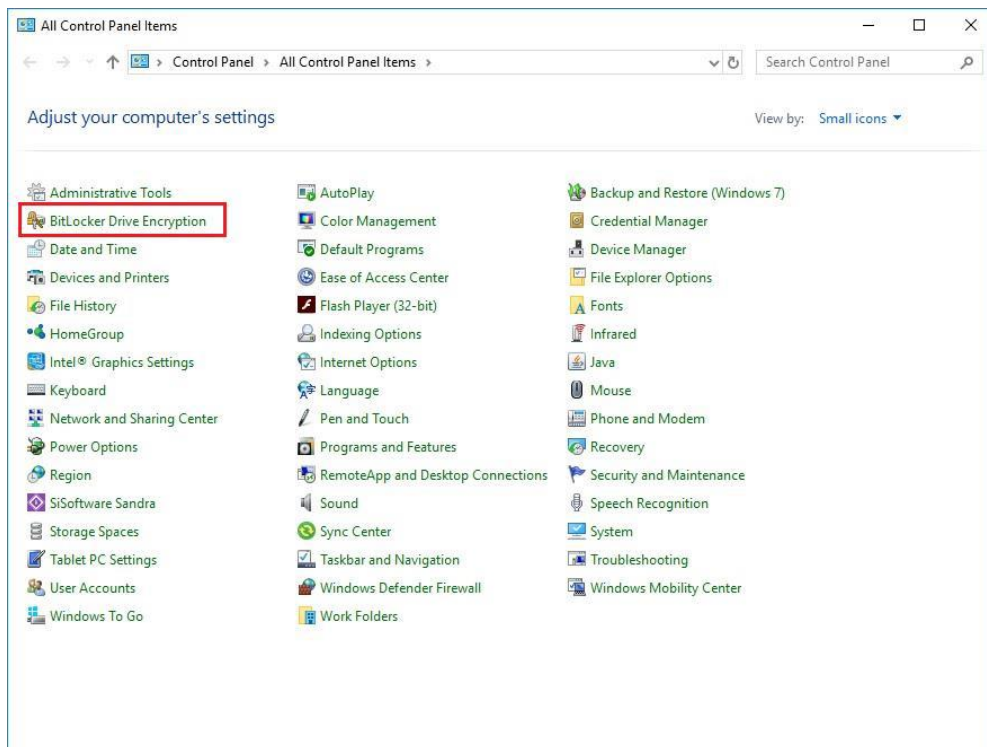 All Control Panel Items
Control Panel > All Control Panel Items >
Search Control Panel
Adjust your computer's settings
View by: Small icons
Administrative Tools
AutoPlay
Backup and Restore (Windows 7)
BitLocker Drive Encryption
Color Management
Credential Manager
Date and Time
Default Programs
Device Manager
Devices and Printers
Ease of Access Center
File Explorer Options
File History
Flash Player (32-bit)
Fonts
HomeGroup
Indexing Options
Infrared
Intel® Graphics Settings
Internet Options
Java
Keyboard
Language
Mouse
Network and Sharing Center
Pen and Touch
Phone and Modem
Power Options
Programs and Features
Recovery
Region
RemoteApp and Desktop Connections
Security and Maintenance
SiSoftware Sandra
Sound
Speech Recognition
Storage Spaces
Sync Center
System
Tablet PC Settings
Taskbar and Navigation
Troubleshooting
User Accounts
Windows Defender Firewall
Windows Mobility Center
Windows To Go
Work Folders